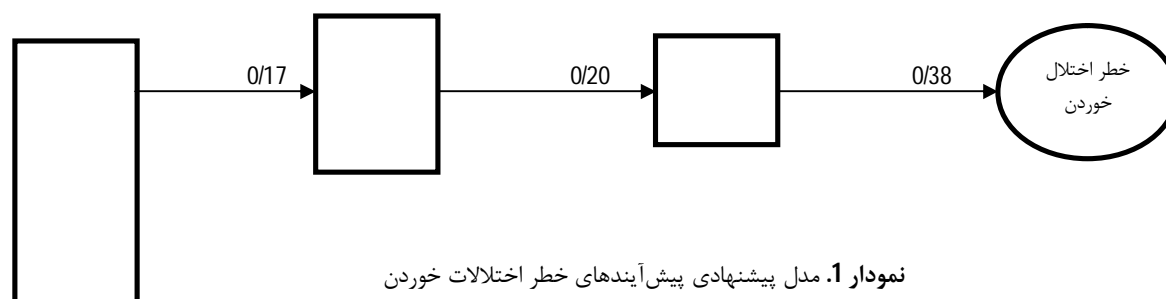 0/17
0/20
0/38
خطر اختلال
خوردن
نمودار 1. مدل پیشنهادی پیش‌آیندهای خطر اختلالات خوردن